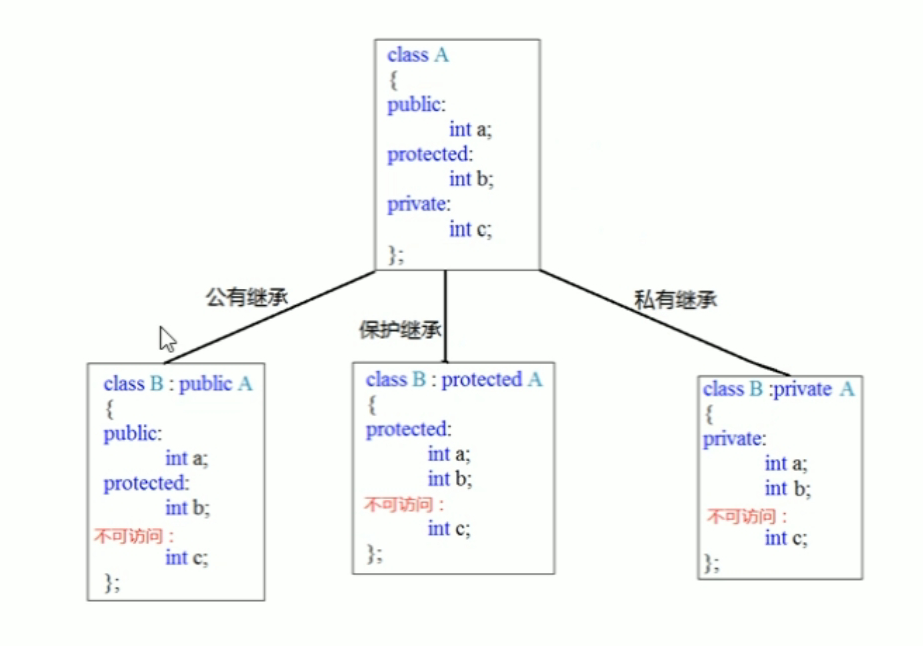 class A
{
public:
int a;
protected:
int b;
private:
int c;
};
公有继承
保护继承
私有继承
class B : public A
{
public:
int a;
protected:
int b;
不可访问：
int c;
};
class B : protected A
{
protected:
int a;
int b;
不可访问：
int c;
};
class B :private A
{
private:
int a;
int b;
不可访问：
int c;
};